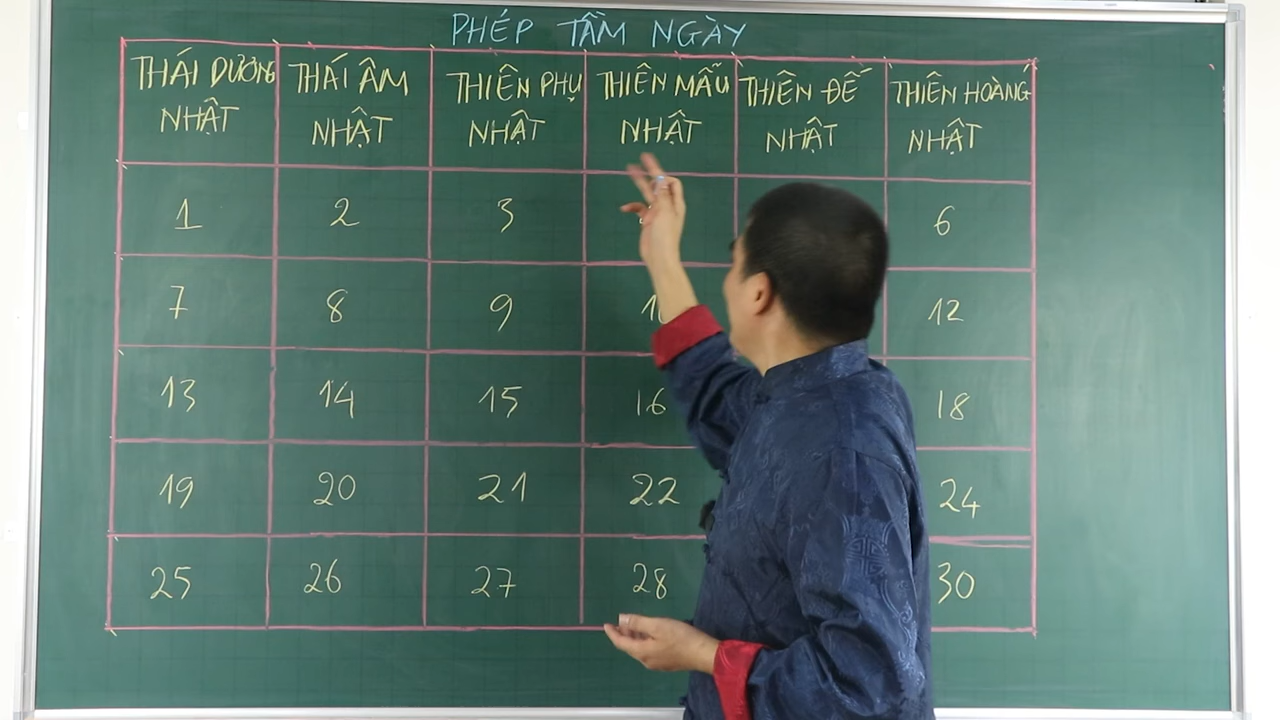 PHÉP TẦM NGÀY
THÁI DƯƠNG NHẬT THÁI ÂM NHẬT THIÊN PHỤ NHẬT THIÊN MẪU NHẬT THIÊN ĐẾ NHẬT THIÊN HOÀNG NHẬT
1 2 3 6
7 8 9 12
13 14 15 16 18
19 20 21 22 24
25 26 27 28 30